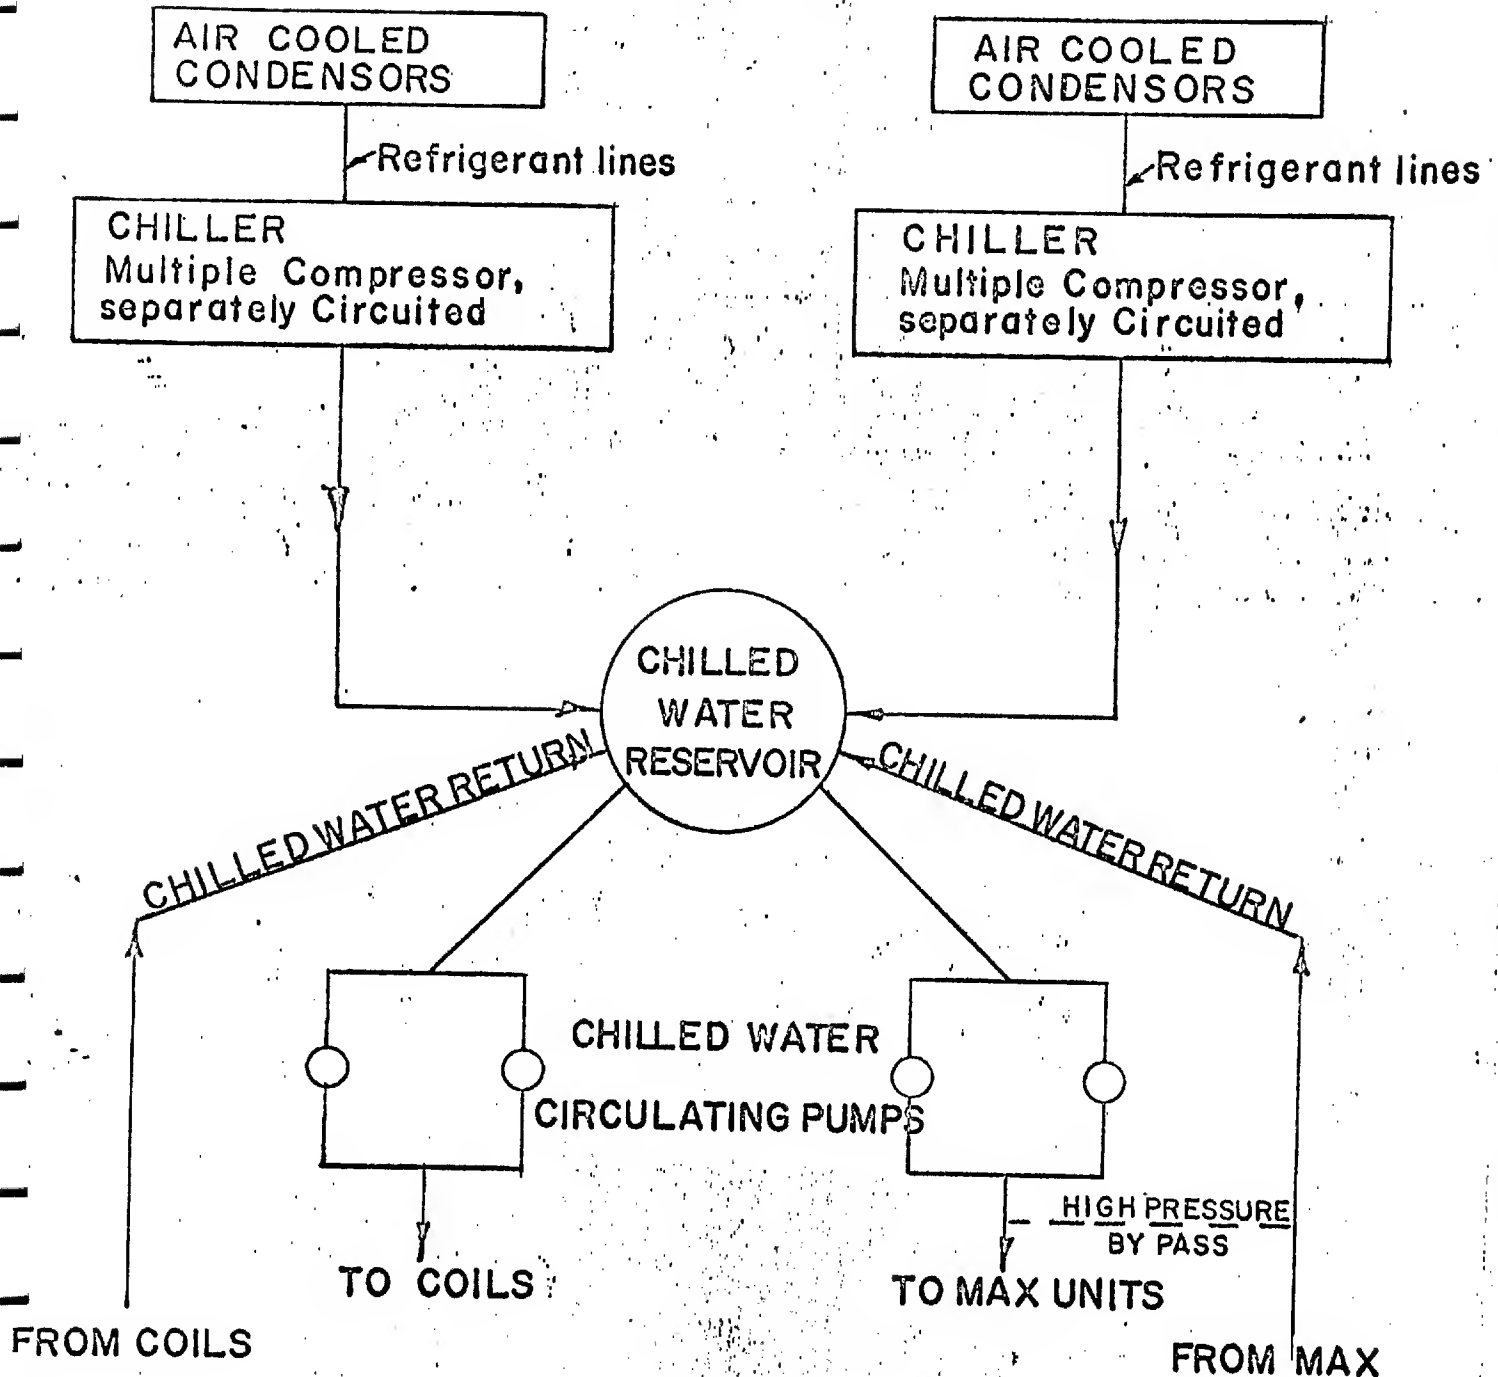 AIR COOLED
CONDENSORS
AIR COOLED
CONDENSORS
Refrigerant lines
Refrigerant lines
CHILLER
Multiple Compressor,
separately Circuited
CHILLER
Multiple Compressor,
separately Circuited
CHILLED
WATER
RESERVOIR
CHILLED WATER RETURN
CHILLED WATER RETURN
CHILLED WATER
CIRCULATING PUMPS
HIGH PRESSURE
BY PASS
TO COILS
TO MAX UNITS
FROM COILS
FROM MAX